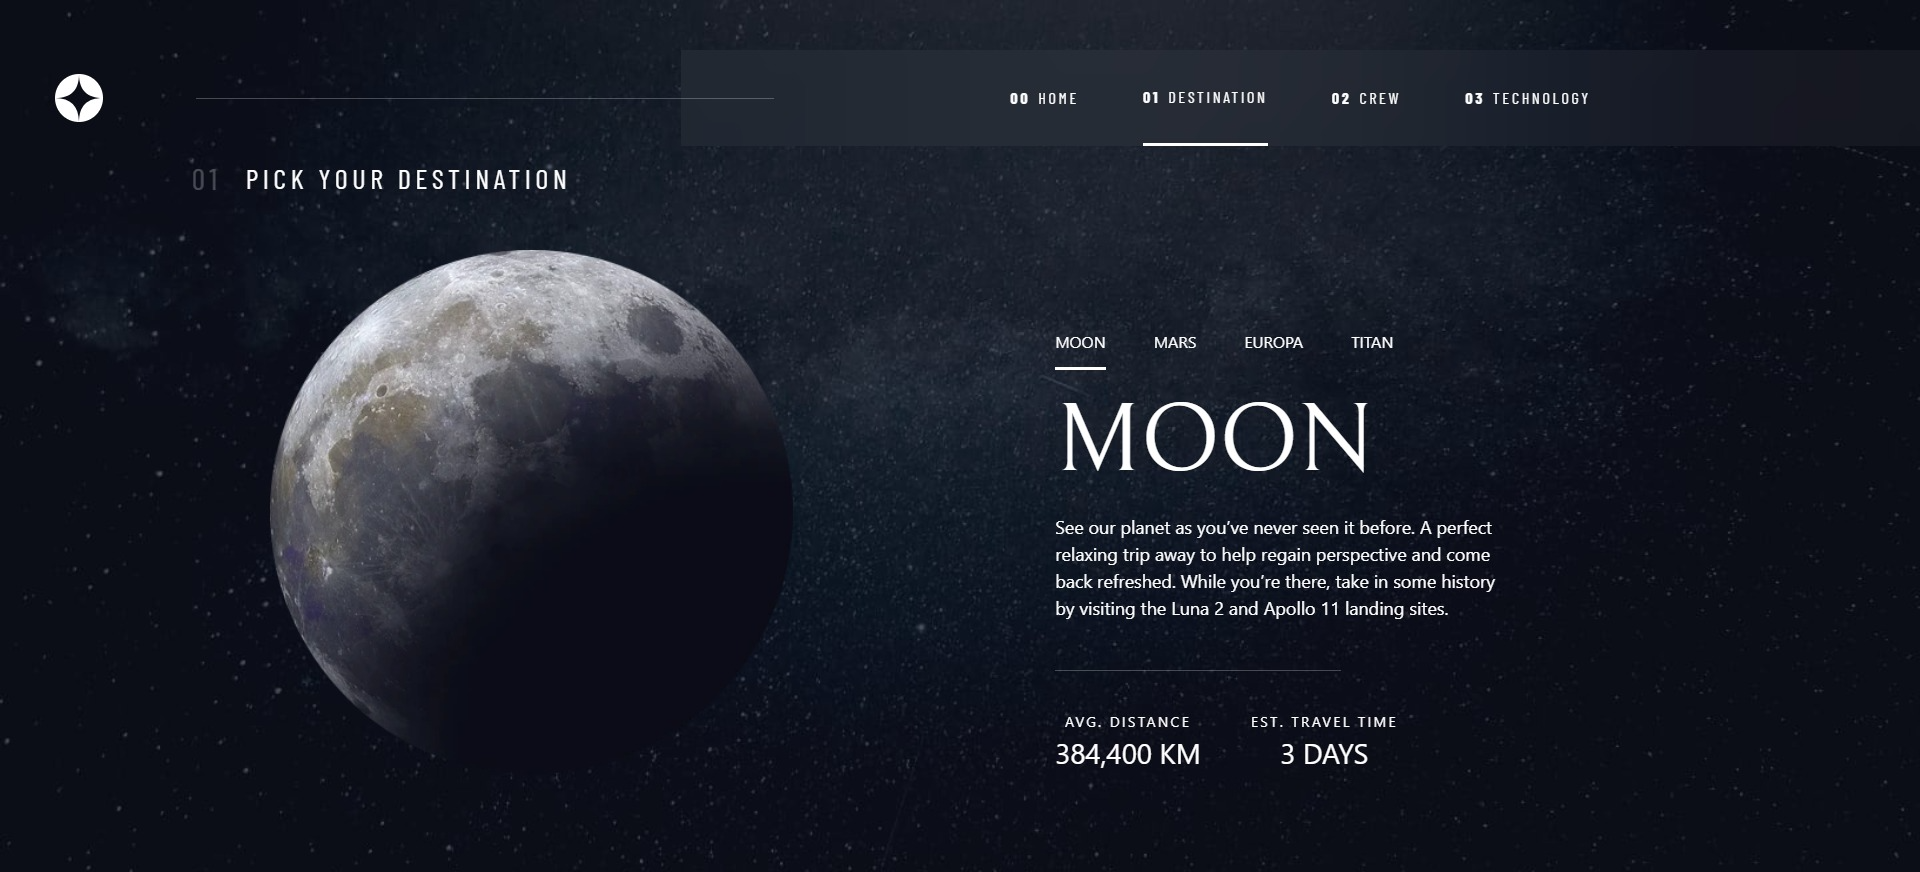 00 HOME
01 DESTINATION
02 CREW
03 TECHNOLOGY
01 PICK YOUR DESTINATION
MOON
MARS
EUROPA
TITAN
MOON
See our planet as you’ve never seen it before. A perfect
relaxing trip away to help regain perspective and come
back refreshed. While you’re there, take in some history
by visiting the Luna 2 and Apollo 11 landing sites.
AVG. DISTANCE
384,400 KM
EST. TRAVEL TIME
3 DAYS